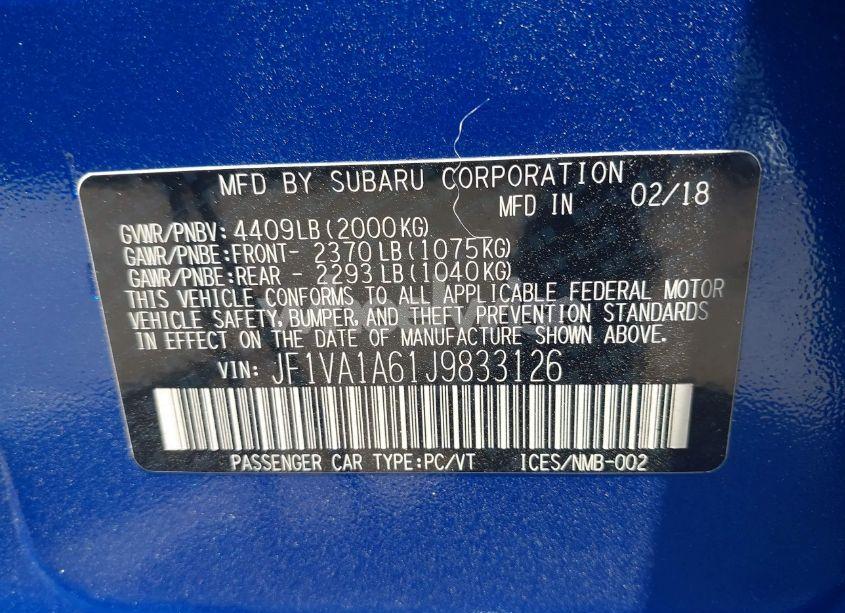 MFD BY SUBARU CORPORATION
MFD IN 02/18
GVWR/PNBV: 4409LB(2000KG)
GAWR/PNBE:FRONT- 2370LB(1075KG)
GAWR/PNBE:REAR - 2293LB(1040KG)
THIS VEHICLE CONFORMS TO ALL APPLICABLE FEDERAL MOTOR
VEHICLE SAFETY, BUMPER, AND THEFT PREVENTION STANDARDS
IN EFFECT ON THE DATE OF MANUFACTURE SHOWN ABOVE.
VIN: JF1VA1A61J9833126
PASSENGER CAR TYPE:PC/VT ICES/NMB-002